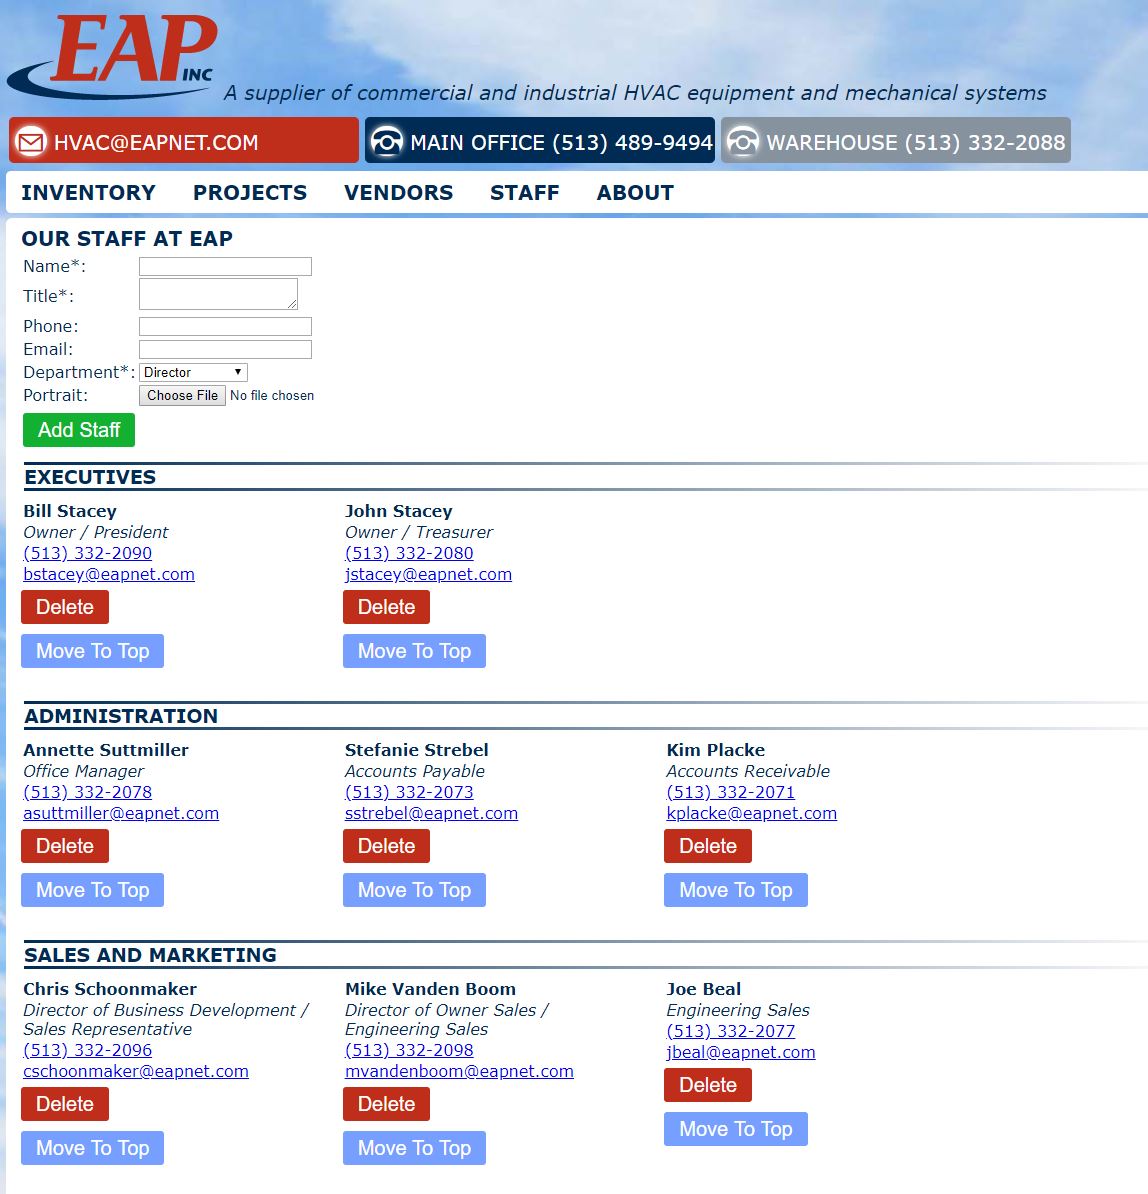 EAP INC
A supplier of commercial and industrial HVAC equipment and mechanical systems
HVAC@EAPNET.COM MAIN OFFICE (513) 489-9494 WAREHOUSE (513) 332-2088
INVENTORY PROJECTS VENDORS STAFF ABOUT
OUR STAFF AT EAP
Name*:
Title*:
Phone:
Email:
Department*: Director
Portrait: Choose File No file chosen
Add Staff
EXECUTIVES
Bill Stacey
Owner / President
(513) 332-2090
bstacey@eapnet.com
Delete
Move To Top
John Stacey
Owner / Treasurer
(513) 332-2080
jstacey@eapnet.com
Delete
Move To Top
ADMINISTRATION
Annette Suttmiller
Office Manager
(513) 332-2078
asuttmiller@eapnet.com
Delete
Move To Top
Stefanie Strebel
Accounts Payable
(513) 332-2073
sstrebel@eapnet.com
Delete
Move To Top
Kim Placke
Accounts Receivable
(513) 332-2071
kplacke@eapnet.com
Delete
Move To Top
SALES AND MARKETING
Chris Schoonmaker
Director of Business Development /
Sales Representative
(513) 332-2096
cschoonmaker@eapnet.com
Delete
Move To Top
Mike Vanden Boom
Director of Owner Sales /
Engineering Sales
(513) 332-2098
mvandenboom@eapnet.com
Delete
Move To Top
Joe Beal
Engineering Sales
(513) 332-2077
jbeal@eapnet.com
Delete
Move To Top